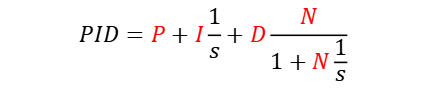 PID = P + I 1/s + D N/(1 + N 1/s)